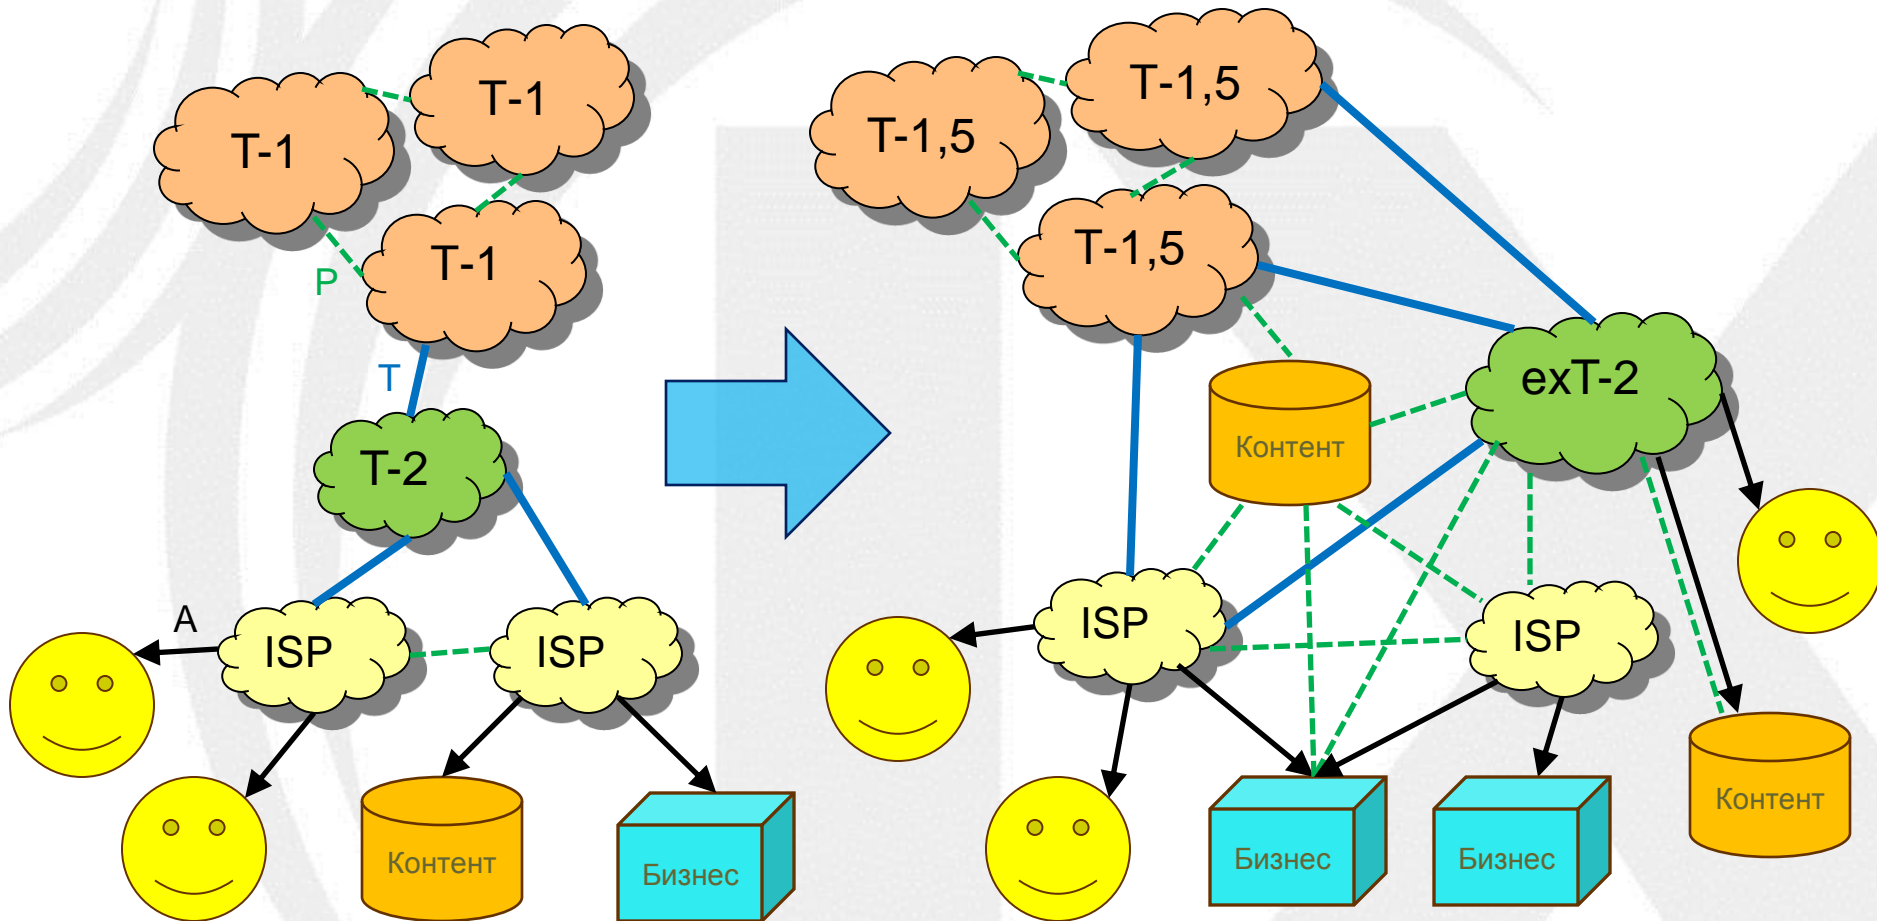 T-1
T-1
T-1
P
T
T-2
A
ISP
ISP
Контент
Бизнес
T-1,5
T-1,5
T-1,5
exT-2
Контент
ISP
ISP
Бизнес
Бизнес
Контент